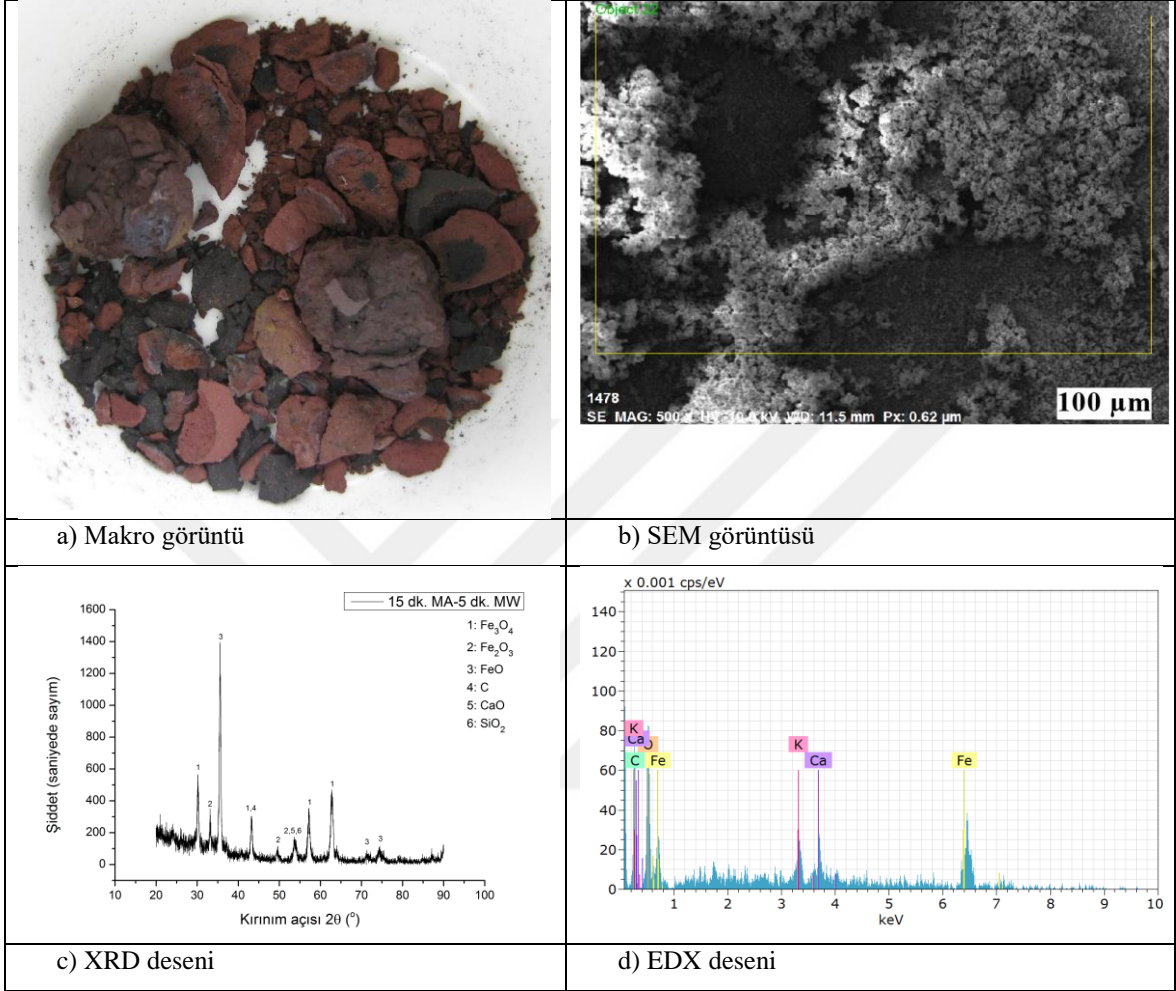 Object 22
1478
SE MAG: 500 x HV: 10.0 kV WD: 11.5 mm Px: 0.62 µm
100 µm
a) Makro görüntü
b) SEM görüntüsü
15 dk. MA-5 dk. MW
1: Fe₃O₄
2: Fe₂O₃
3: FeO
4: C
5: CaO
6: SiO₂
1600
1400
1200
1000
800
600
400
200
0
3
1
2
1,4
2
2,5,6
1
1
3
3
10
20
30
40
50
60
70
80
90
100
Şiddet (saniyede sayım)
Kırınım açısı 2θ (°)
x 0.001 cps/eV
140
120
100
80
60
40
20
0
K
Ca
O
C
Fe
K
Ca
Fe
1
2
3
4
5
6
7
8
9
10
keV
c) XRD deseni
d) EDX deseni